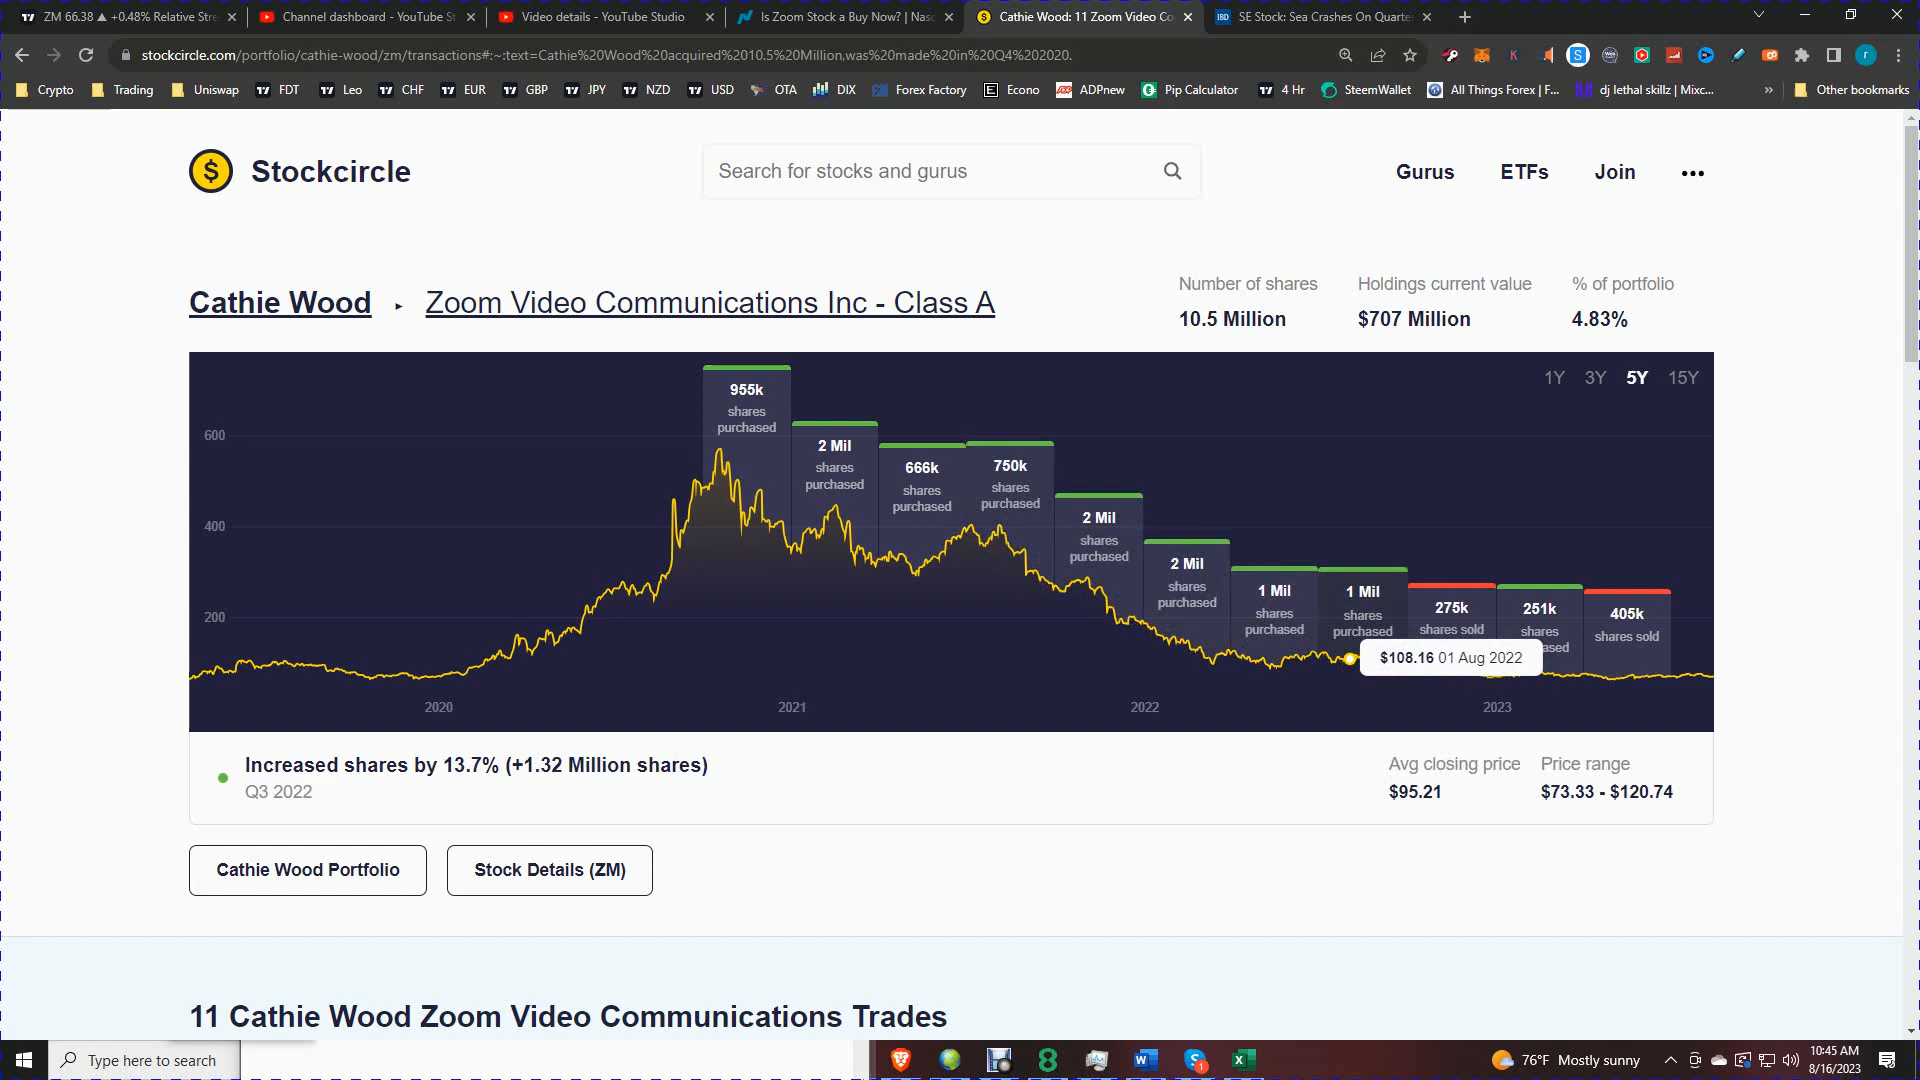 ZM 66.38 ▲ +0.48% Relative Stre
Channel dashboard - YouTube St
Video details - YouTube Studio
Is Zoom Stock a Buy Now? | Nasd
Cathie Wood: 11 Zoom Video Co
SE Stock: Sea Crashes On Quarte
stockcircle.com/portfolio/cathie-wood/zm/transactions#:~:text=Cathie%20Wood%20acquired%2010.5%20Million,was%20made%20in%20Q4%202020.
Crypto Trading Uniswap FDT Leo CHF EUR GBP JPY NZD USD OTA DIX Forex Factory Econo ADPnew Pip Calculator 4 Hr SteemWallet All Things Forex | F... dj lethal skillz | Mixc... » Other bookmarks
$ Stockcircle
Search for stocks and gurus
Gurus ETFs Join •••
Cathie Wood ▸ Zoom Video Communications Inc - Class A
Number of shares
10.5 Million
Holdings current value
$707 Million
% of portfolio
4.83%
1Y 3Y 5Y 15Y
600
400
200
955k
shares
purchased
2 Mil
shares
purchased
666k
shares
purchased
750k
shares
purchased
2 Mil
shares
purchased
2 Mil
shares
purchased
1 Mil
shares
purchased
1 Mil
shares
purchased
275k
shares sold
251k
shares
ased
405k
shares sold
$108.16 01 Aug 2022
2020 2021 2022 2023
Increased shares by 13.7% (+1.32 Million shares)
Q3 2022
Avg closing price
$95.21
Price range
$73.33 - $120.74
Cathie Wood Portfolio
Stock Details (ZM)
11 Cathie Wood Zoom Video Communications Trades
Type here to search
76°F Mostly sunny
10:45 AM
8/16/2023